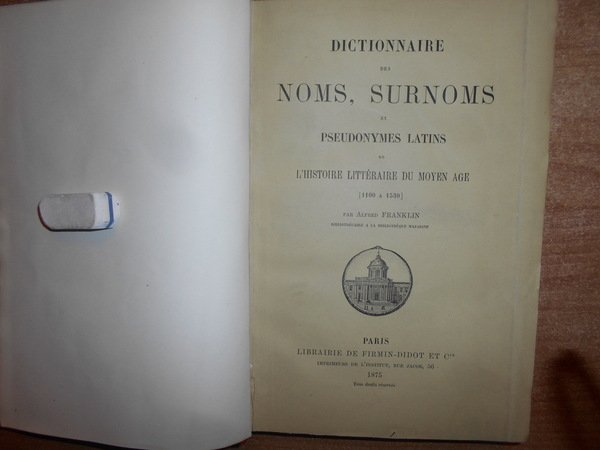 DICTIONNAIRE
DES
NOMS, SURNOMS
ET
PSEUDONYMES LATINS
DE
L'HISTOIRE LITTÉRAIRE DU MOYEN AGE
[1100 A 1530]
PAR ALFRED FRANKLIN
BIBLIOTHÉCAIRE A LA BIBLIOTHÈQUE MAZARINE
PARIS
LIBRAIRIE DE FIRMIN-DIDOT ET Cie
IMPRIMEURS DE L'INSTITUT, RUE JACOB, 56
1875
Tous droits réservés